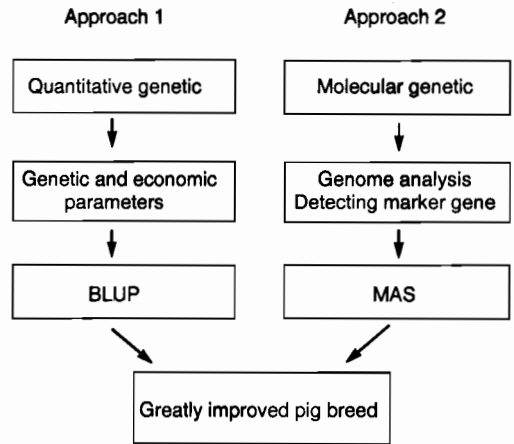 Approach 1
Approach 2
Quantitative genetic
Molecular genetic
Genetic and economic
parameters
Genome analysis
Detecting marker gene
BLUP
MAS
Greatly improved pig breed